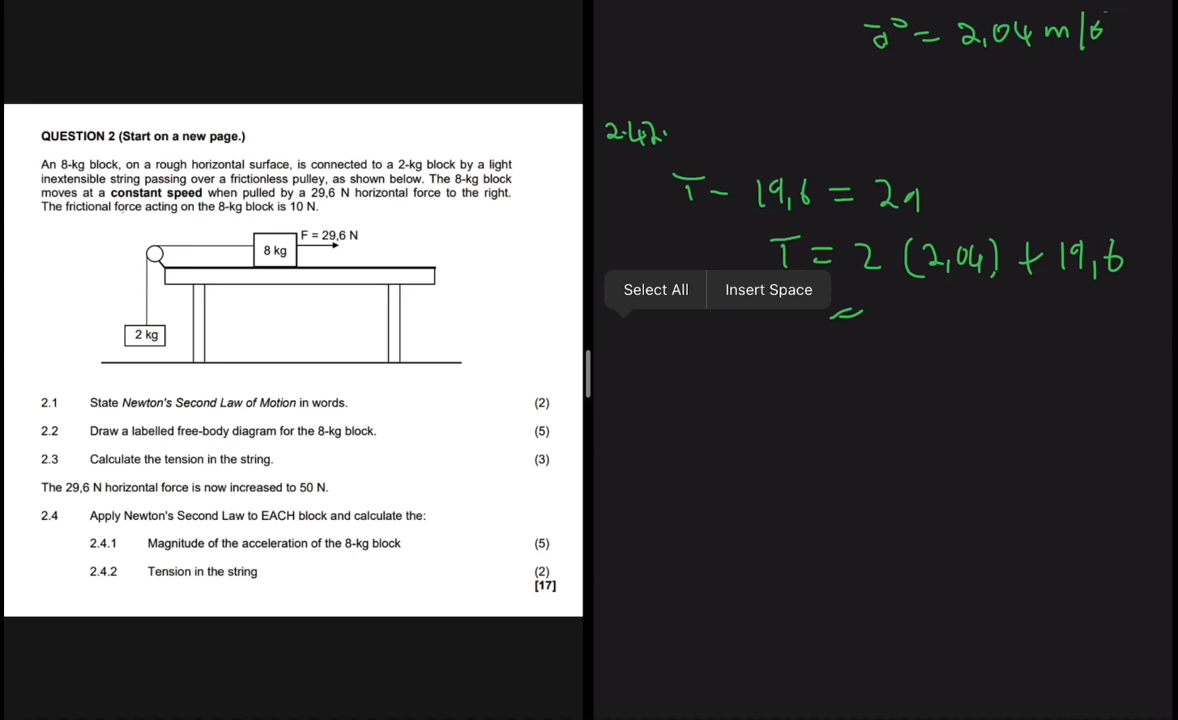 QUESTION 2 (Start on a new page.)
An 8-kg block, on a rough horizontal surface, is connected to a 2-kg block by a light
inextensible string passing over a frictionless pulley, as shown below. The 8-kg block
moves at a constant speed when pulled by a 29,6 N horizontal force to the right.
The frictional force acting on the 8-kg block is 10 N.
F = 29,6 N
8 kg
2 kg
2.1 State Newton's Second Law of Motion in words. (2)
2.2 Draw a labelled free-body diagram for the 8-kg block. (5)
2.3 Calculate the tension in the string. (3)
The 29,6 N horizontal force is now increased to 50 N.
2.4 Apply Newton's Second Law to EACH block and calculate the:
2.4.1 Magnitude of the acceleration of the 8-kg block (5)
2.4.2 Tension in the string (2)
[17]
= 2,04 m/
2.42.
T - 19,6 = 2a
T = 2 (2,04) + 19,6
Select All
Insert Space
=